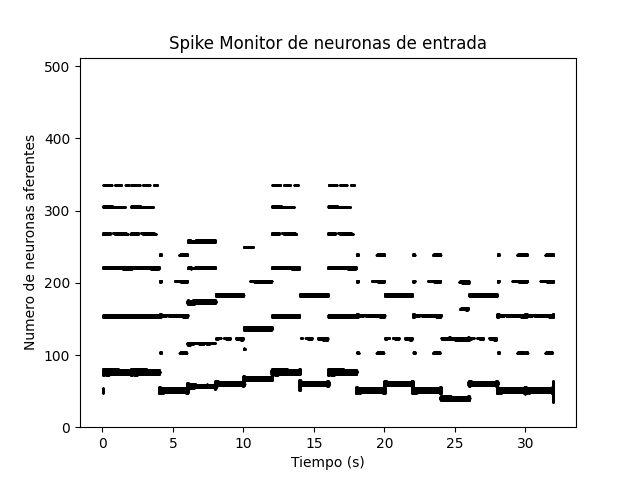 Spike Monitor de neuronas de entrada
500
400
300
200
100
0
Numero de neuronas aferentes
0 5 10 15 20 25 30
Tiempo (s)